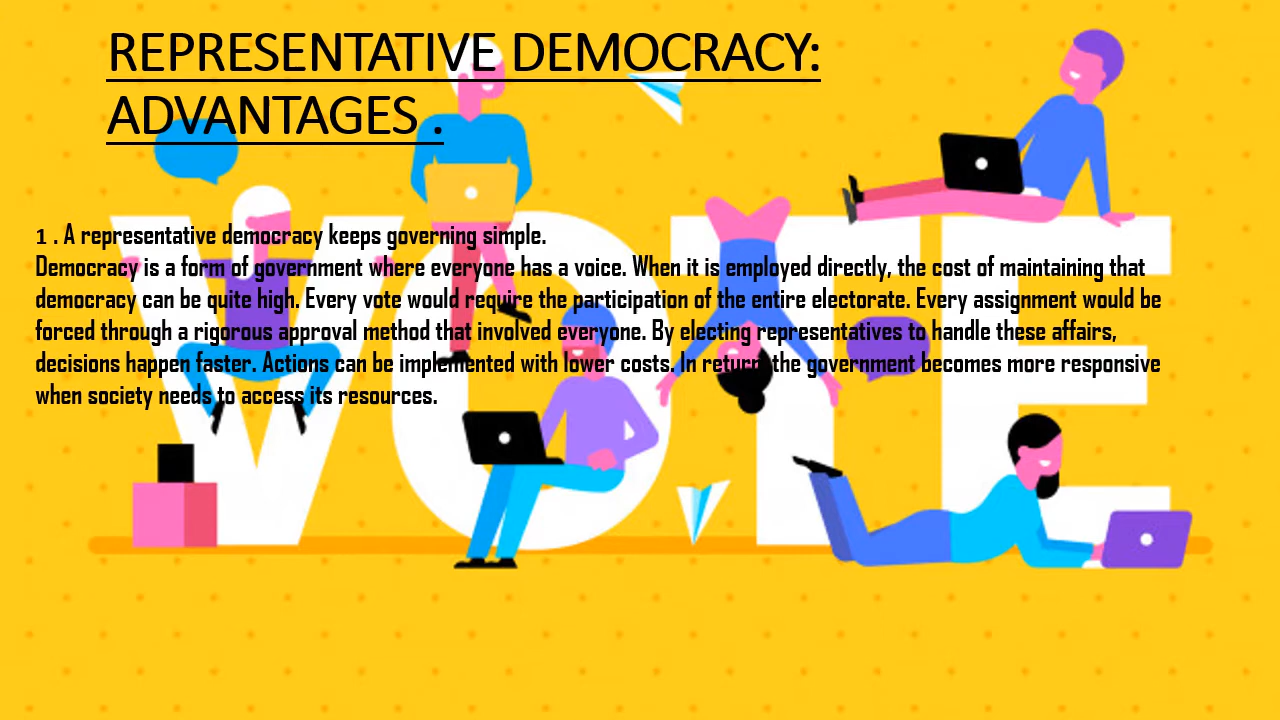 REPRESENTATIVE DEMOCRACY:
ADVANTAGES .
1 . A representative democracy keeps governing simple.
Democracy is a form of government where everyone has a voice. When it is employed directly, the cost of maintaining that
democracy can be quite high. Every vote would require the participation of the entire electorate. Every assignment would be
forced through a rigorous approval method that involved everyone. By electing representatives to handle these affairs,
decisions happen faster. Actions can be implemented with lower costs. In return, the government becomes more responsive
when society needs to access its resources.
VOTE